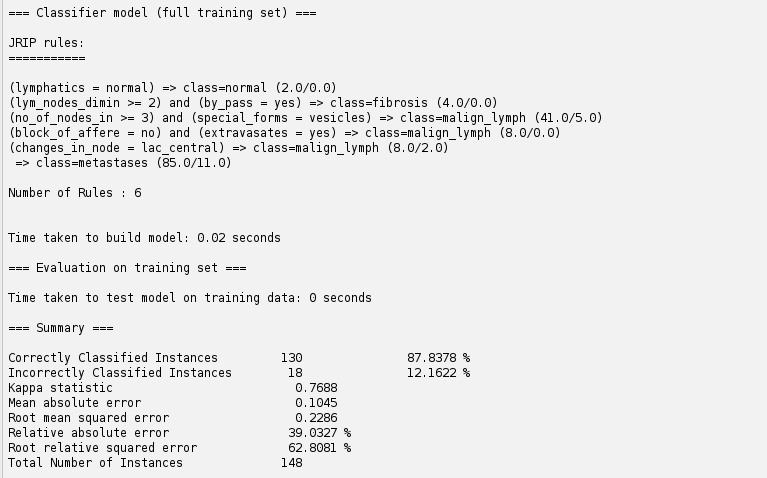 === Classifier model (full training set) ===
JRIP rules:
===========
(lymphatics = normal) => class=normal (2.0/0.0)
(lym_nodes_dimin >= 2) and (by_pass = yes) => class=fibrosis (4.0/0.0)
(no_of_nodes_in >= 3) and (special_forms = vesicles) => class=malign_lymph (41.0/5.0)
(block_of_affere = no) and (extravasates = yes) => class=malign_lymph (8.0/0.0)
(changes_in_node = lac_central) => class=malign_lymph (8.0/2.0)
 => class=metastases (85.0/11.0)
Number of Rules : 6
Time taken to build model: 0.02 seconds
=== Evaluation on training set ===
Time taken to test model on training data: 0 seconds
=== Summary ===
Correctly Classified Instances         130               87.8378 %
Incorrectly Classified Instances        18               12.1622 %
Kappa statistic                          0.7688
Mean absolute error                      0.1045
Root mean squared error                  0.2286
Relative absolute error                 39.0327 %
Root relative squared error             62.8081 %
Total Number of Instances              148